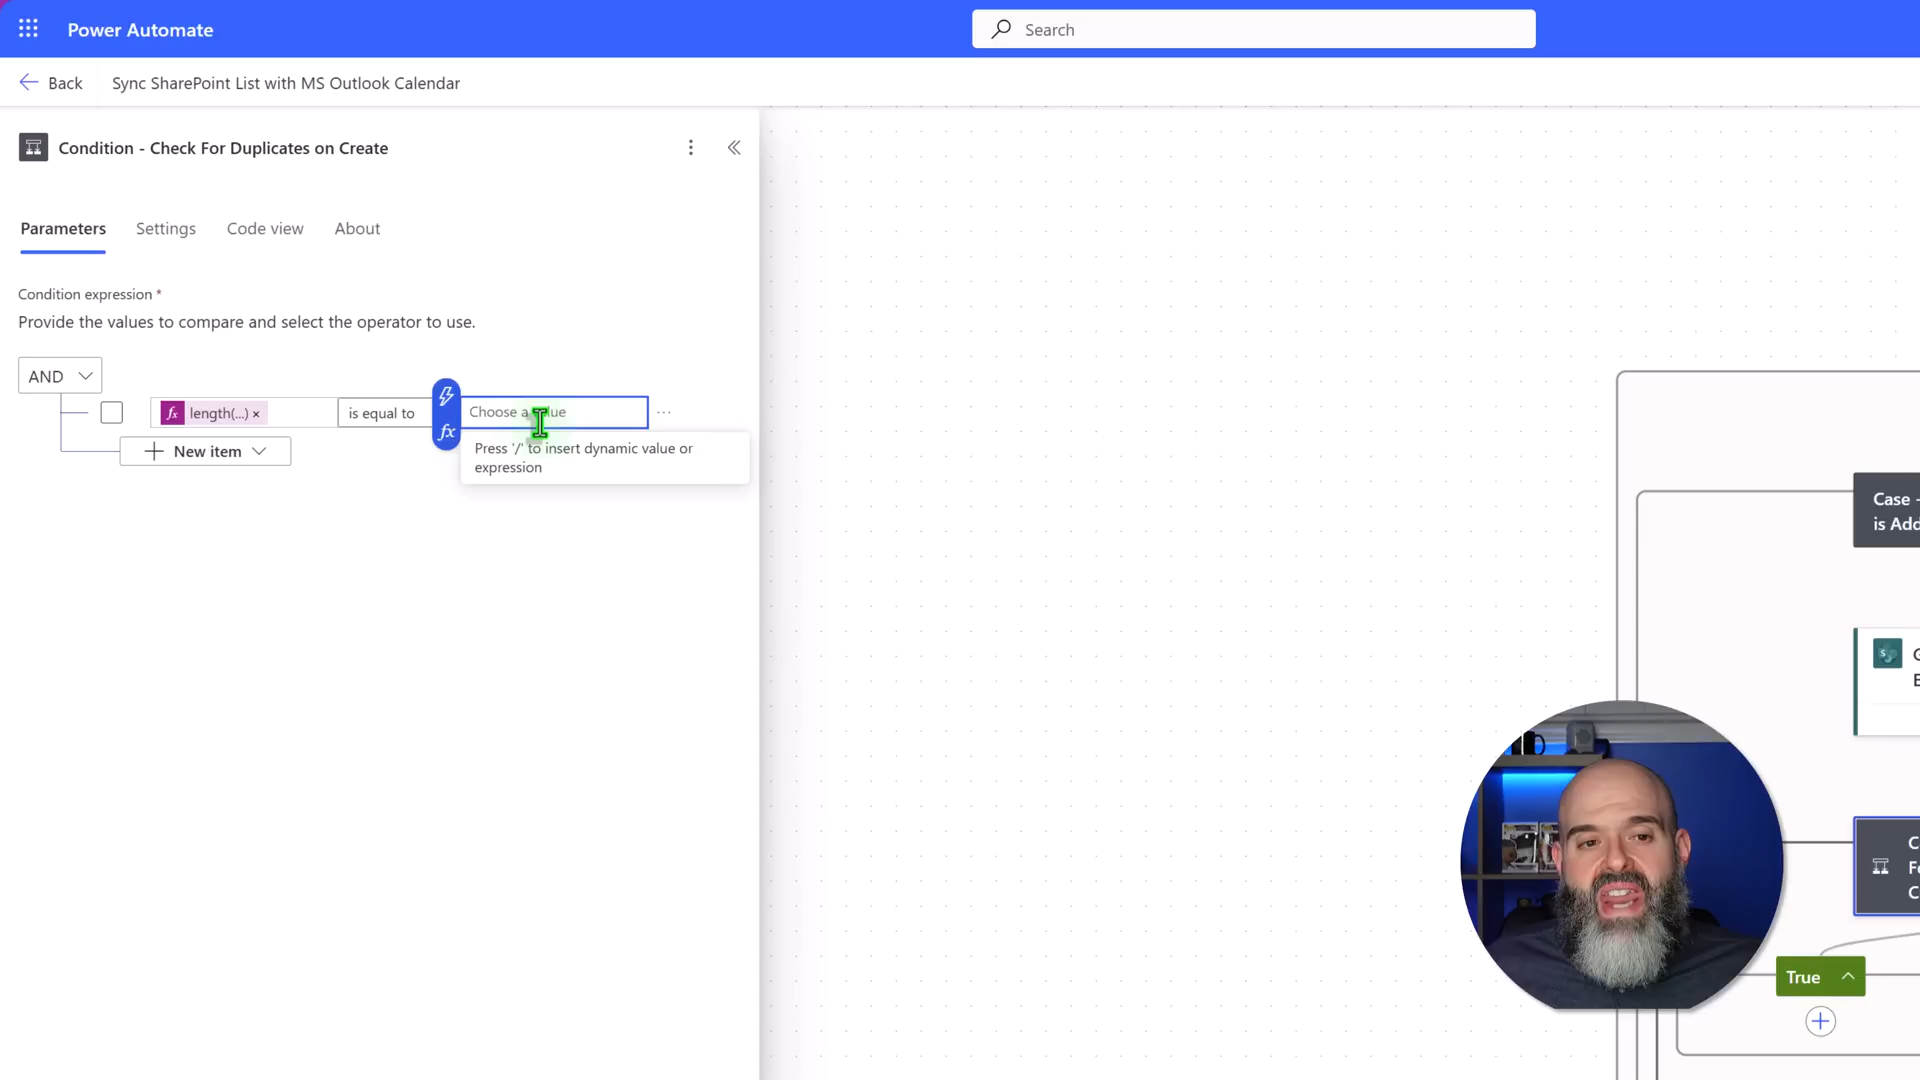 Power Automate
Search
Back
Sync SharePoint List with MS Outlook Calendar
Condition - Check For Duplicates on Create
Parameters
Settings
Code view
About
Condition expression *
Provide the values to compare and select the operator to use.
AND
fx length(...) ×
is equal to
Choose a
fx
Press '/' to insert dynamic value or
expression
New item
Case -
is Add
S
True